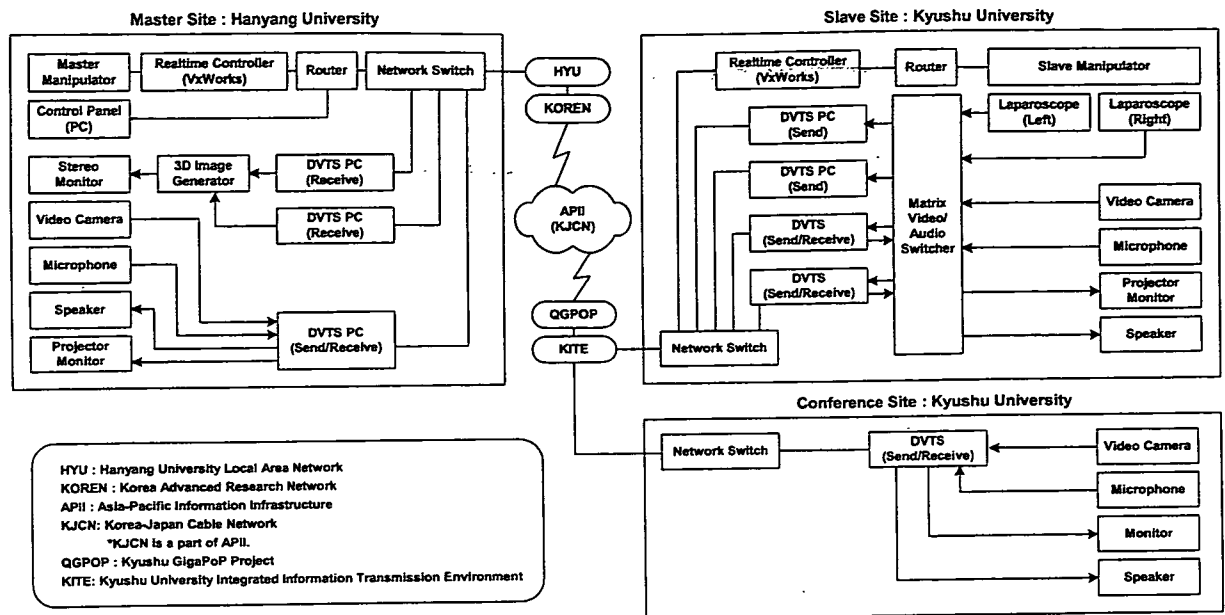 Master Site : Hanyang University
Master
Manipulator
Realtime Controller
(VxWorks)
Router
Network Switch
Control Panel
(PC)
Stereo
Monitor
3D Image
Generator
DVTS PC
(Receive)
DVTS PC
(Receive)
Video Camera
Microphone
Speaker
Projector
Monitor
DVTS PC
(Send/Receive)
HYU
KOREN
APII
(KJCN)
QGPOP
KITE
Slave Site : Kyushu University
Realtime Controller
(VxWorks)
Router
Slave Manipulator
DVTS PC
(Send)
DVTS PC
(Send)
DVTS
(Send/Receive)
DVTS
(Send/Receive)
Network Switch
Matrix
Video/
Audio
Switcher
Laparoscope
(Left)
Laparoscope
(Right)
Video Camera
Microphone
Projector
Monitor
Speaker
Conference Site : Kyushu University
Network Switch
DVTS
(Send/Receive)
Video Camera
Microphone
Monitor
Speaker
HYU : Hanyang University Local Area Network
KOREN : Korea Advanced Research Network
APII : Asia-Pacific Information Infrastructure
KJCN: Korea-Japan Cable Network
*KJCN is a part of APII.
QGPOP : Kyushu GigaPoP Project
KITE: Kyushu University Integrated Information Transmission Environment